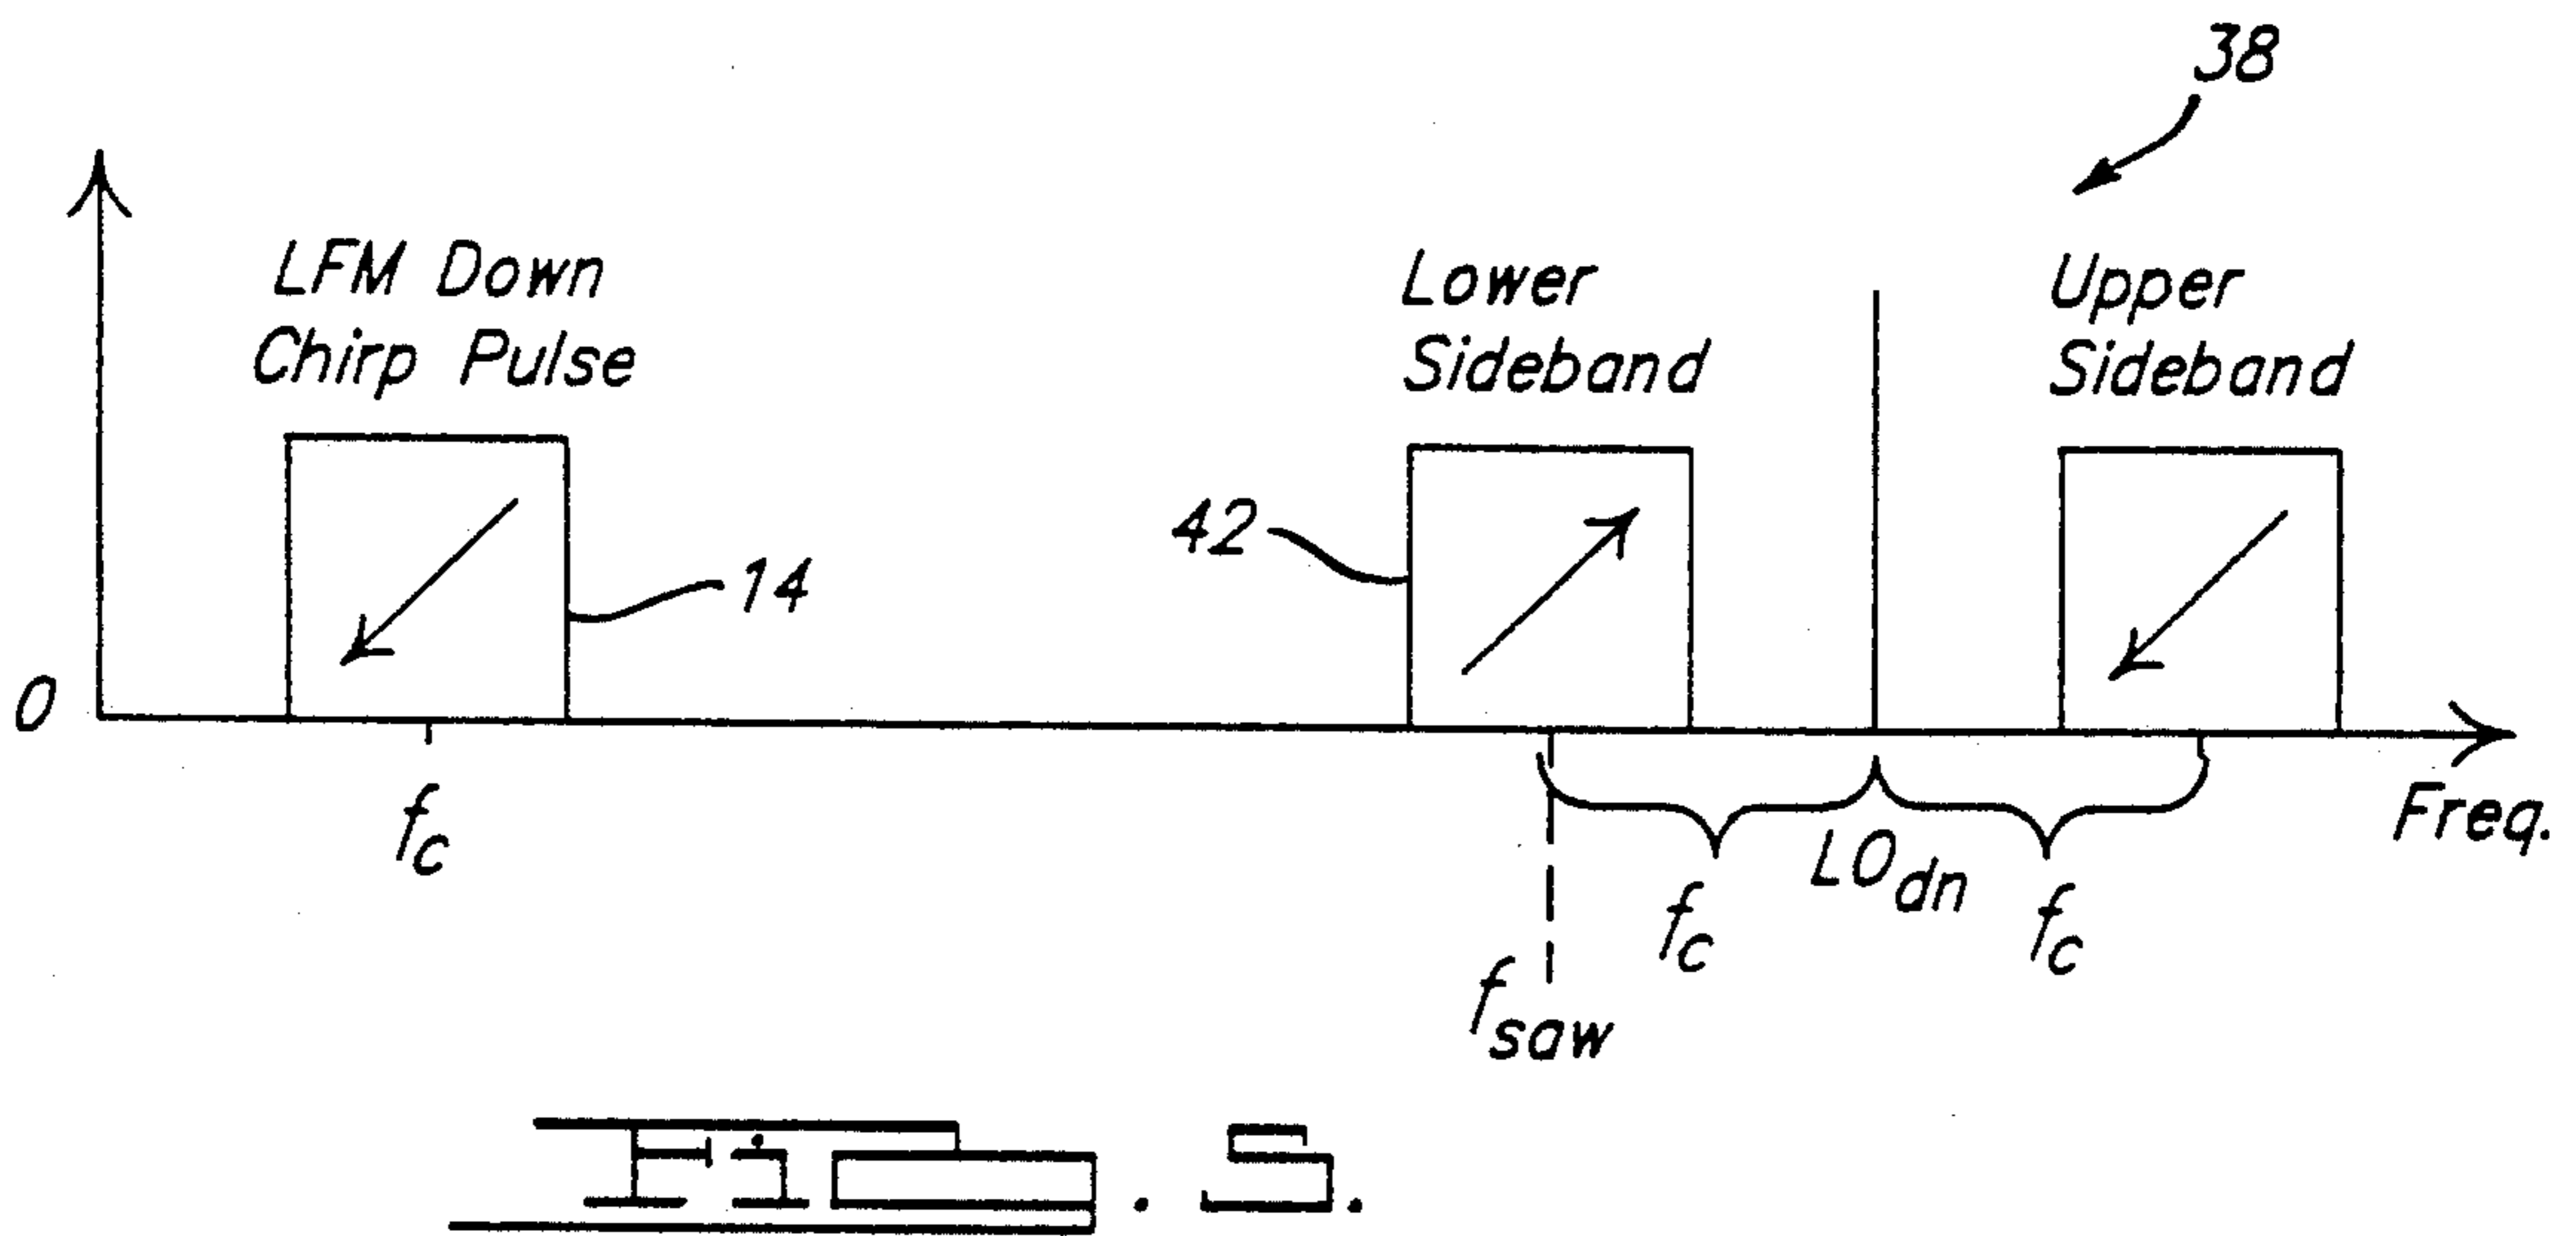 38
LFM Down
Chirp Pulse
Lower
Sideband
Upper
Sideband
42
14
0
fc
Freq.
LOdn
fc
fc
fsaw
Fig. 5.